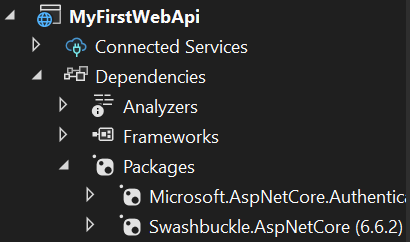 MyFirstWebApi
Connected Services
Dependencies
Analyzers
Frameworks
Packages
Microsoft.AspNetCore.Authentica
Swashbuckle.AspNetCore (6.6.2)